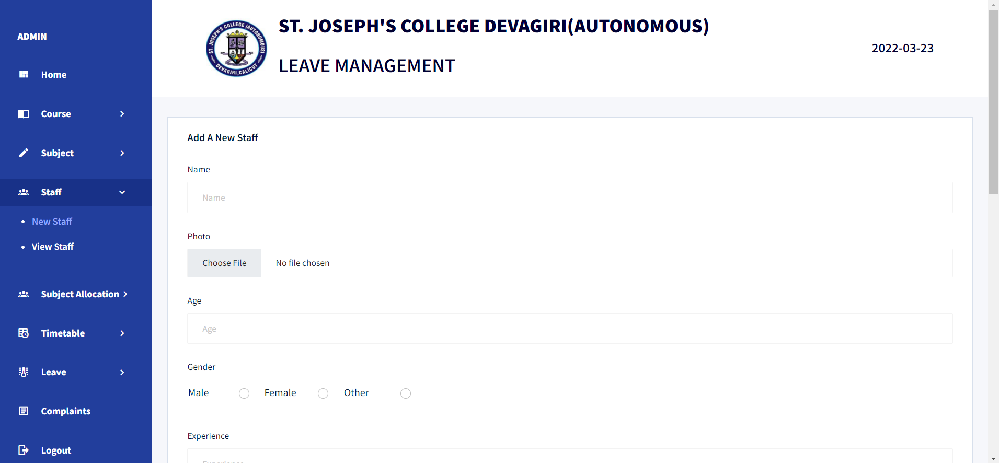 ADMIN
Home
Course
Subject
Staff
New Staff
View Staff
Subject Allocation
Timetable
Leave
Complaints
Logout
ST. JOSEPH'S COLLEGE (AUTONOMOUS)
DEVAGIRI, CALICUT
ST. JOSEPH'S COLLEGE DEVAGIRI(AUTONOMOUS)
LEAVE MANAGEMENT
2022-03-23
Add A New Staff
Name
Name
Photo
Choose File No file chosen
Age
Age
Gender
Male Female Other
Experience
Experience